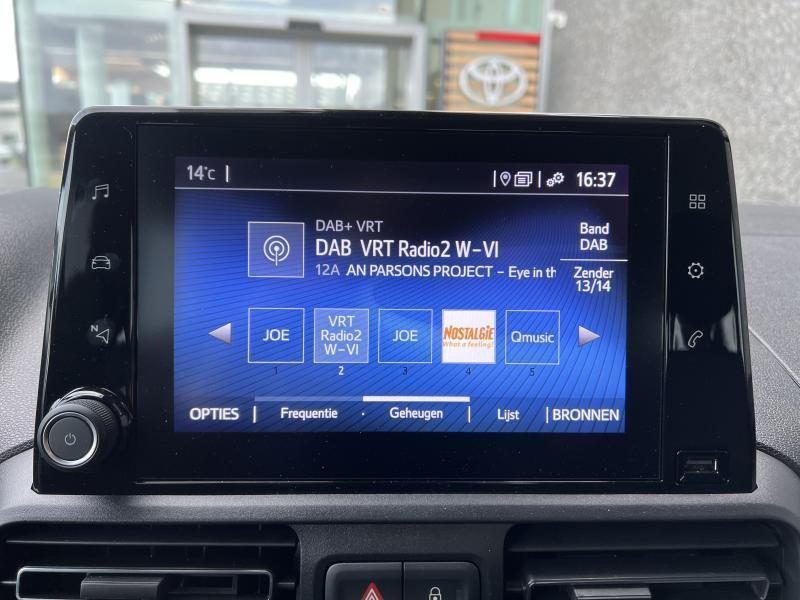 14°C
16:37
DAB+ VRT
DAB VRT Radio2 W-VI
12A AN PARSONS PROJECT - Eye in th
Band
DAB
Zender
13/14
JOE
VRT
Radio2
W-VI
JOE
NOSTALGIE
What a feeling!
Qmusic
1 2 3 4 5
OPTIES Frequentie · Geheugen Lijst BRONNEN
N